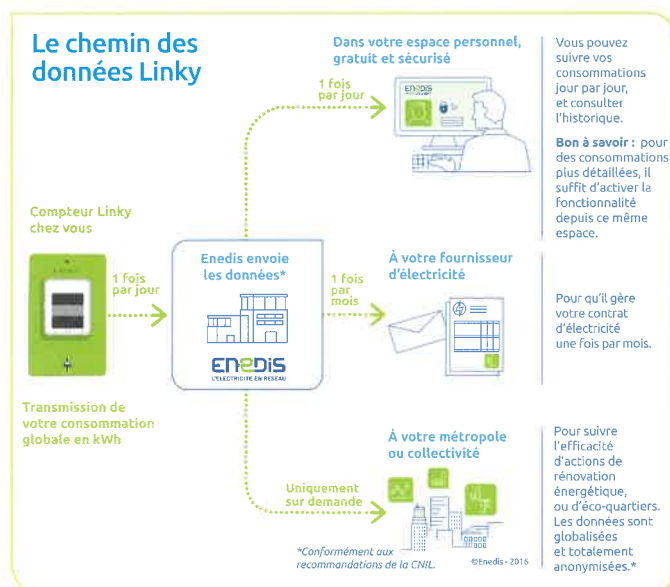 Le chemin des
données Linky
Dans votre espace personnel,
gratuit et sécurisé
1 fois
par jour
ENEDIS
Vous pouvez
suivre vos
consommations
jour par jour,
et consulter
l'historique.
Bon à savoir : pour
des consommations
plus détaillées, il
suffit d'activer la
fonctionnalité
depuis ce même
espace.
Compteur Linky
chez vous
1 fois
par jour
Enedis envoie
les données*
ENEDIS
L'ELECTRICITE EN RESEAU
1 fois
par
mois
À votre fournisseur
d'électricité
Pour qu'il gère
votre contrat
d'électricité
une fois par mois.
Transmission de
votre consommation
globale en kWh
Uniquement
sur demande
À votre métropole
ou collectivité
Pour suivre
l'efficacité
d'actions de
rénovation
énergétique,
ou d'éco-quartiers.
Les données sont
globalisées
et totalement
anonymisées.*
*Conformément aux
recommandations de la CNIL.
©Enedis - 2016